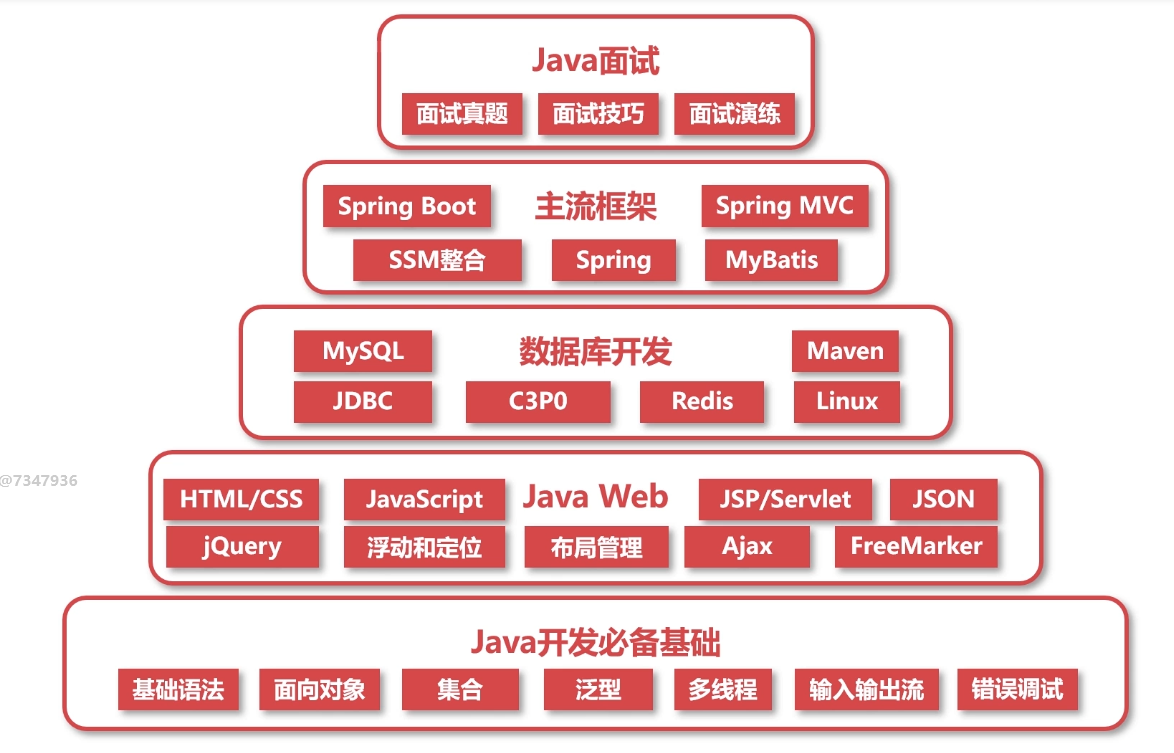 Java面试
面试真题 面试技巧 面试演练
Spring Boot 主流框架 Spring MVC
SSM整合 Spring MyBatis
MySQL 数据库开发 Maven
JDBC C3P0 Redis Linux
@7347936
HTML/CSS JavaScript Java Web JSP/Servlet JSON
jQuery 浮动和定位 布局管理 Ajax FreeMarker
Java开发必备基础
基础语法 面向对象 集合 泛型 多线程 输入输出流 错误调试